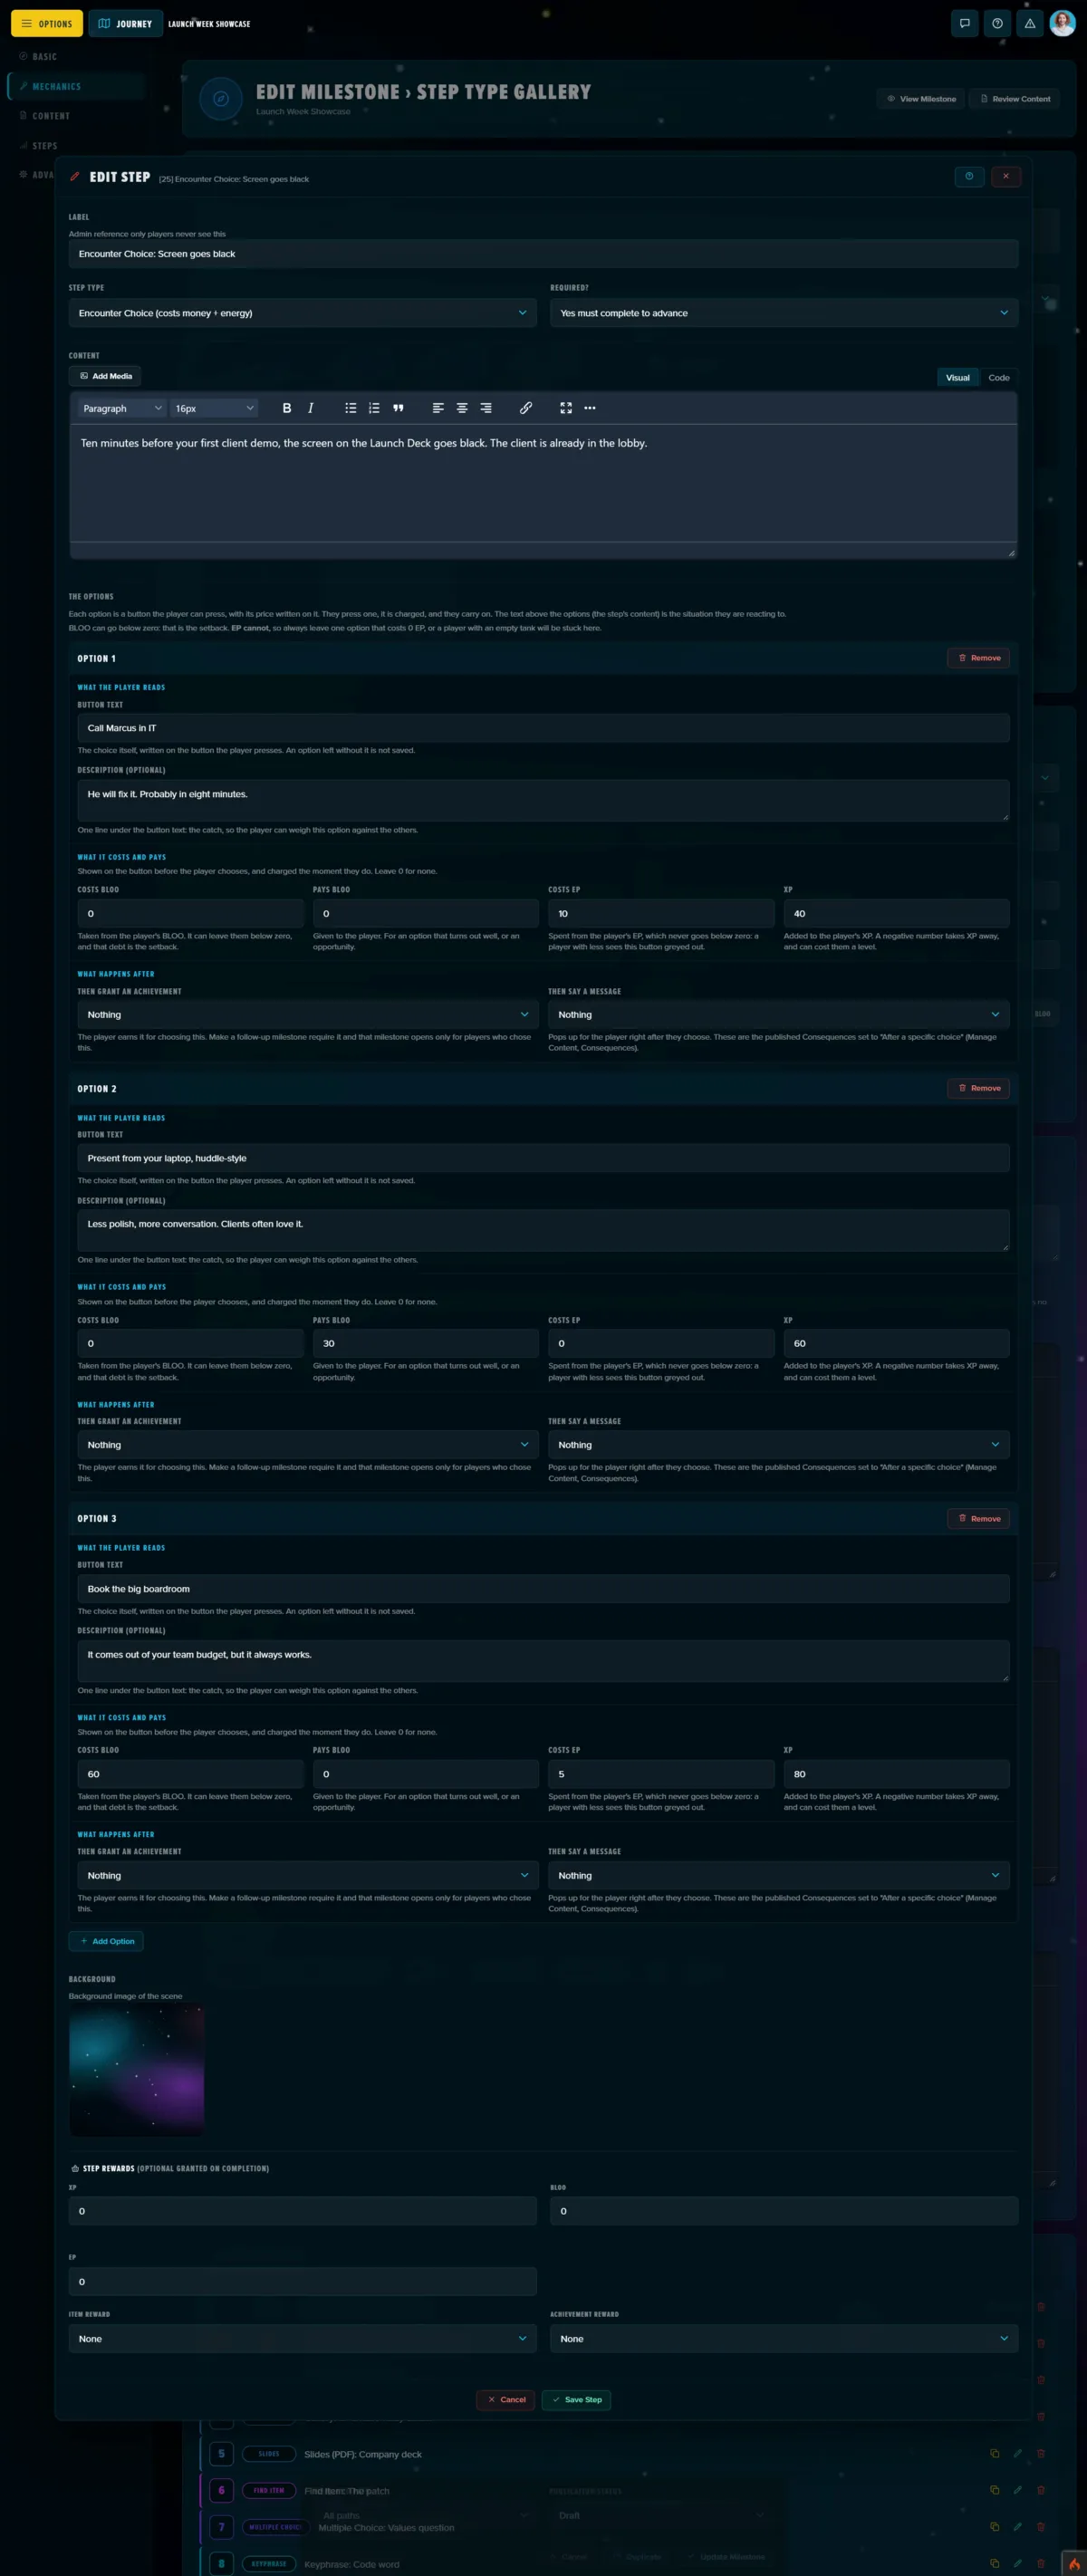 OPTIONS
JOURNEY
LAUNCH WEEK SHOWCASE
BASIC
MECHANICS
CONTENT
STEPS
ADVA
EDIT MILESTONE › STEP TYPE GALLERY
Launch Week Showcase
View Milestone
Review Content
EDIT STEP
[25] Encounter Choice: Screen goes black
LABEL
Admin reference only players never see this
Encounter Choice: Screen goes black
STEP TYPE
REQUIRED?
Encounter Choice (costs money + energy)
Yes must complete to advance
CONTENT
Add Media
Visual
Code
Paragraph
16px
Ten minutes before your first client demo, the screen on the Launch Deck goes black. The client is already in the lobby.
THE OPTIONS
Each option is a button the player can press, with its price written on it. They press one, it is charged, and they carry on. The text above the options (the step's content) is the situation they are reacting to.
BLOO can go below zero: that is the setback. EP cannot, so always leave one option that costs 0 EP, or a player with an empty tank will be stuck here.
OPTION 1
Remove
WHAT THE PLAYER READS
BUTTON TEXT
Call Marcus in IT
The choice itself, written on the button the player presses. An option left without it is not saved.
DESCRIPTION (OPTIONAL)
He will fix it. Probably in eight minutes.
One line under the button text: the catch, so the player can weigh this option against the others.
WHAT IT COSTS AND PAYS
Shown on the button before the player chooses, and charged the moment they do. Leave 0 for none.
COSTS BLOO
PAYS BLOO
COSTS EP
XP
0
0
10
40
Taken from the player's BLOO. It can leave them below zero, and that debt is the setback.
Given to the player. For an option that turns out well, or an opportunity.
Spent from the player's EP, which never goes below zero: a player with less sees this button greyed out.
Added to the player's XP. A negative number takes XP away, and can cost them a level.
WHAT HAPPENS AFTER
THEN GRANT AN ACHIEVEMENT
THEN SAY A MESSAGE
Nothing
Nothing
The player earns it for choosing this. Make a follow-up milestone require it and that milestone opens only for players who chose this.
Pops up for the player right after they choose. These are the published Consequences set to "After a specific choice" (Manage Content, Consequences).
BLOO
OPTION 2
Remove
WHAT THE PLAYER READS
BUTTON TEXT
Present from your laptop, huddle-style
The choice itself, written on the button the player presses. An option left without it is not saved.
DESCRIPTION (OPTIONAL)
Less polish, more conversation. Clients often love it.
One line under the button text: the catch, so the player can weigh this option against the others.
WHAT IT COSTS AND PAYS
Shown on the button before the player chooses, and charged the moment they do. Leave 0 for none.
COSTS BLOO
PAYS BLOO
COSTS EP
XP
0
30
0
60
Taken from the player's BLOO. It can leave them below zero, and that debt is the setback.
Given to the player. For an option that turns out well, or an opportunity.
Spent from the player's EP, which never goes below zero: a player with less sees this button greyed out.
Added to the player's XP. A negative number takes XP away, and can cost them a level.
WHAT HAPPENS AFTER
THEN GRANT AN ACHIEVEMENT
THEN SAY A MESSAGE
Nothing
Nothing
The player earns it for choosing this. Make a follow-up milestone require it and that milestone opens only for players who chose this.
Pops up for the player right after they choose. These are the published Consequences set to "After a specific choice" (Manage Content, Consequences).
OPTION 3
Remove
WHAT THE PLAYER READS
BUTTON TEXT
Book the big boardroom
The choice itself, written on the button the player presses. An option left without it is not saved.
DESCRIPTION (OPTIONAL)
It comes out of your team budget, but it always works.
One line under the button text: the catch, so the player can weigh this option against the others.
WHAT IT COSTS AND PAYS
Shown on the button before the player chooses, and charged the moment they do. Leave 0 for none.
COSTS BLOO
PAYS BLOO
COSTS EP
XP
60
0
5
80
Taken from the player's BLOO. It can leave them below zero, and that debt is the setback.
Given to the player. For an option that turns out well, or an opportunity.
Spent from the player's EP, which never goes below zero: a player with less sees this button greyed out.
Added to the player's XP. A negative number takes XP away, and can cost them a level.
WHAT HAPPENS AFTER
THEN GRANT AN ACHIEVEMENT
THEN SAY A MESSAGE
Nothing
Nothing
The player earns it for choosing this. Make a follow-up milestone require it and that milestone opens only for players who chose this.
Pops up for the player right after they choose. These are the published Consequences set to "After a specific choice" (Manage Content, Consequences).
Add Option
BACKGROUND
Background image of the scene
STEP REWARDS (OPTIONAL GRANTED ON COMPLETION)
XP
BLOO
0
0
EP
0
ITEM REWARD
ACHIEVEMENT REWARD
None
None
Cancel
Save Step
5
SLIDES
Slides (PDF): Company deck
6
FIND ITEM
Find Item: The patch
All paths
Draft
7
MULTIPLE CHOICE
Multiple Choice: Values question
Update Milestone
8
KEYPHRASE
Keyphrase: Code word